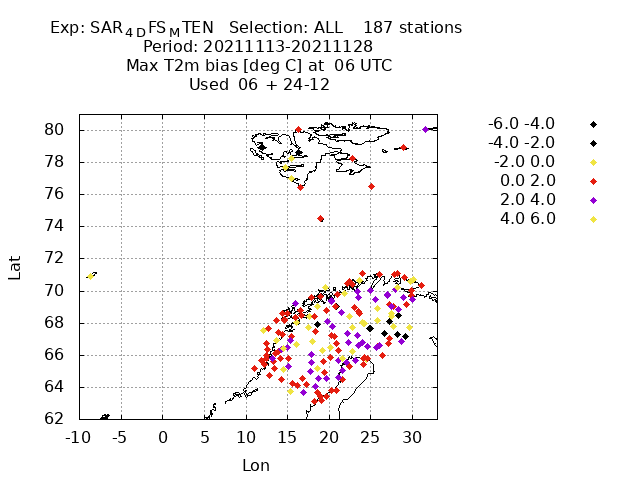 Exp: SAR4DFSMTEN Selection: ALL 187 stations
Period: 20211113-20211128
Max T2m bias [deg C] at 06 UTC
Used 06 + 24-12
-6.0 -4.0
-4.0 -2.0
-2.0 0.0
0.0 2.0
2.0 4.0
4.0 6.0
Lat
80
78
76
74
72
70
68
66
64
62
-10 -5 0 5 10 15 20 25 30
Lon